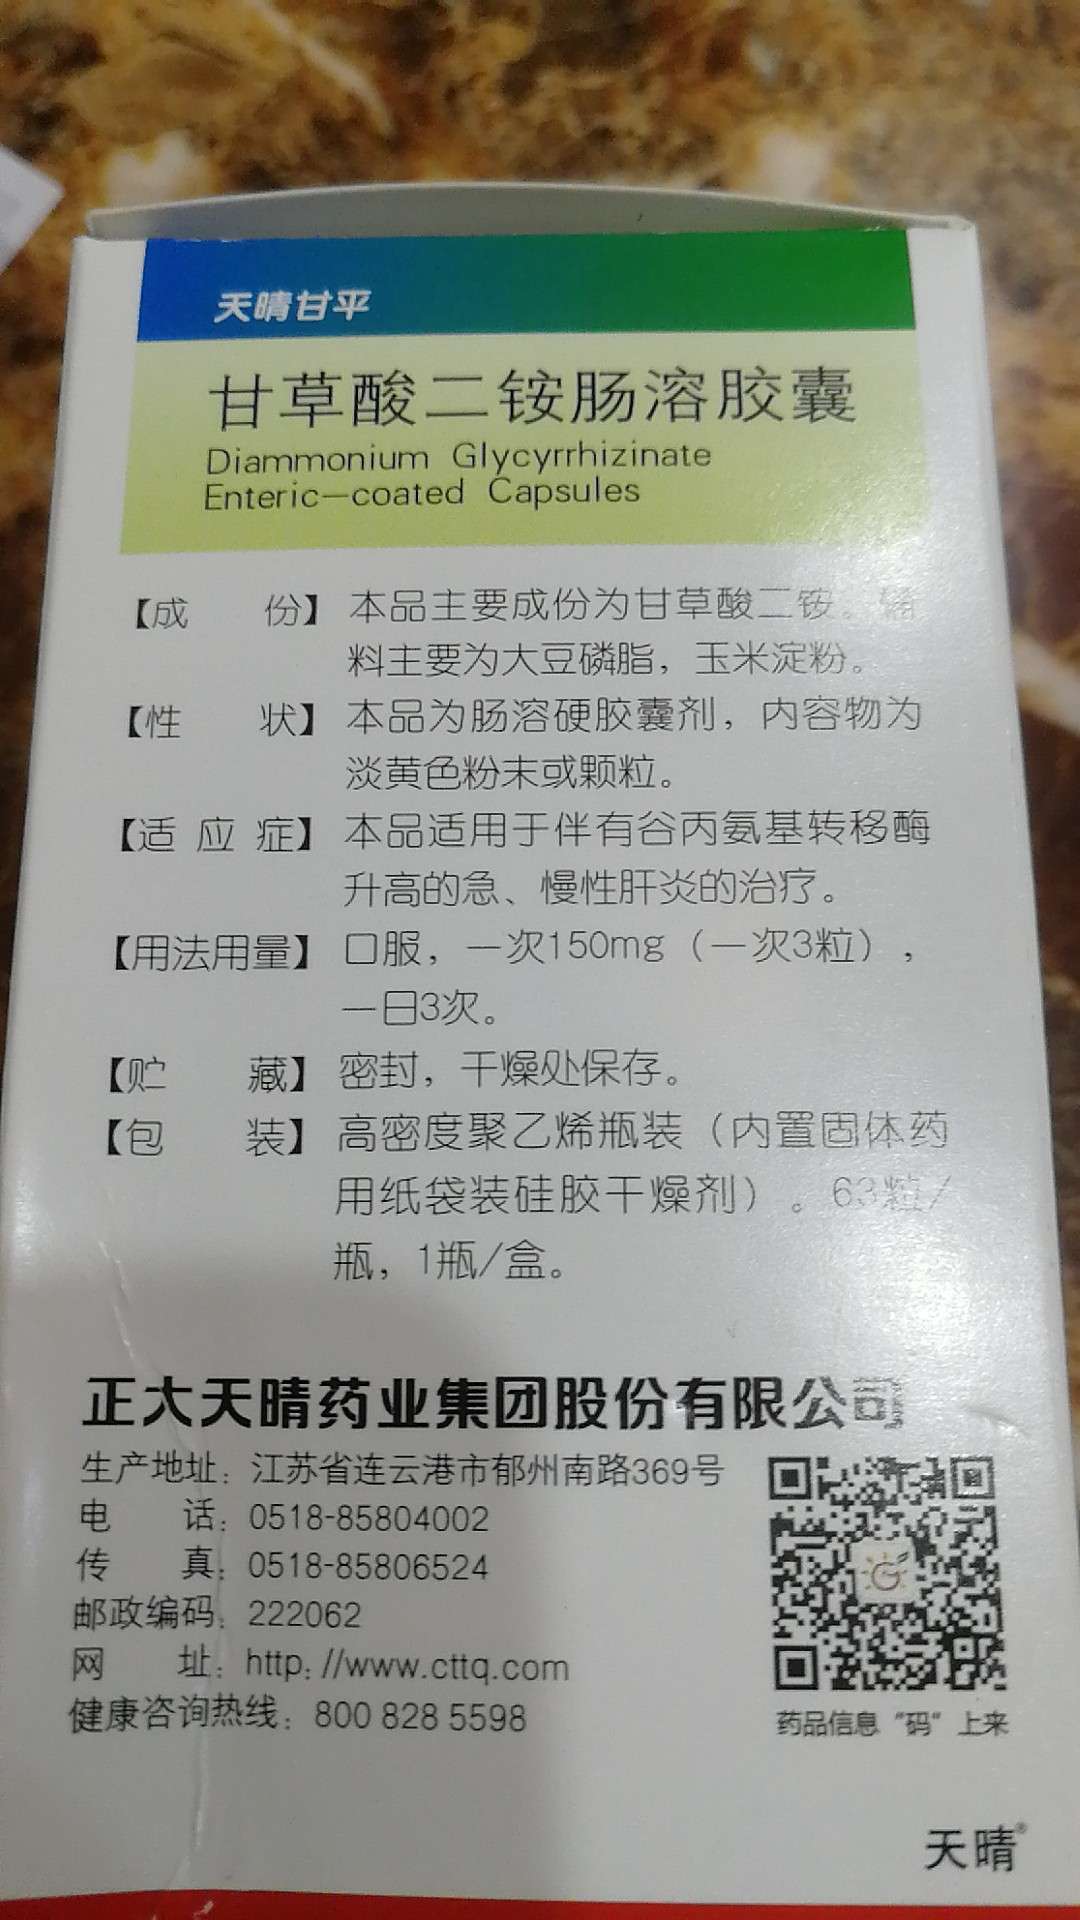 天晴甘平
甘草酸二铵肠溶胶囊
Diammonium Glycyrrhizinate
Enteric-coated Capsules
【成 份】 本品主要成份为甘草酸二铵。辅
料主要为大豆磷脂，玉米淀粉。
【性 状】 本品为肠溶硬胶囊剂，内容物为
淡黄色粉末或颗粒。
【适 应 症】 本品适用于伴有谷丙氨基转移酶
升高的急、慢性肝炎的治疗。
【用法用量】 口服，一次150mg（一次3粒），
一日3次。
【贮 藏】 密封，干燥处保存。
【包 装】 高密度聚乙烯瓶装（内置固体药
用纸袋装硅胶干燥剂）。63粒/
瓶，1瓶/盒。
正大天晴药业集团股份有限公司
生产地址：江苏省连云港市郁州南路369号
电 话：0518-85804002
传 真：0518-85806524
邮政编码：222062
网 址：http://www.cttq.com
健康咨询热线：800 828 5598
药品信息“码”上来
天晴®